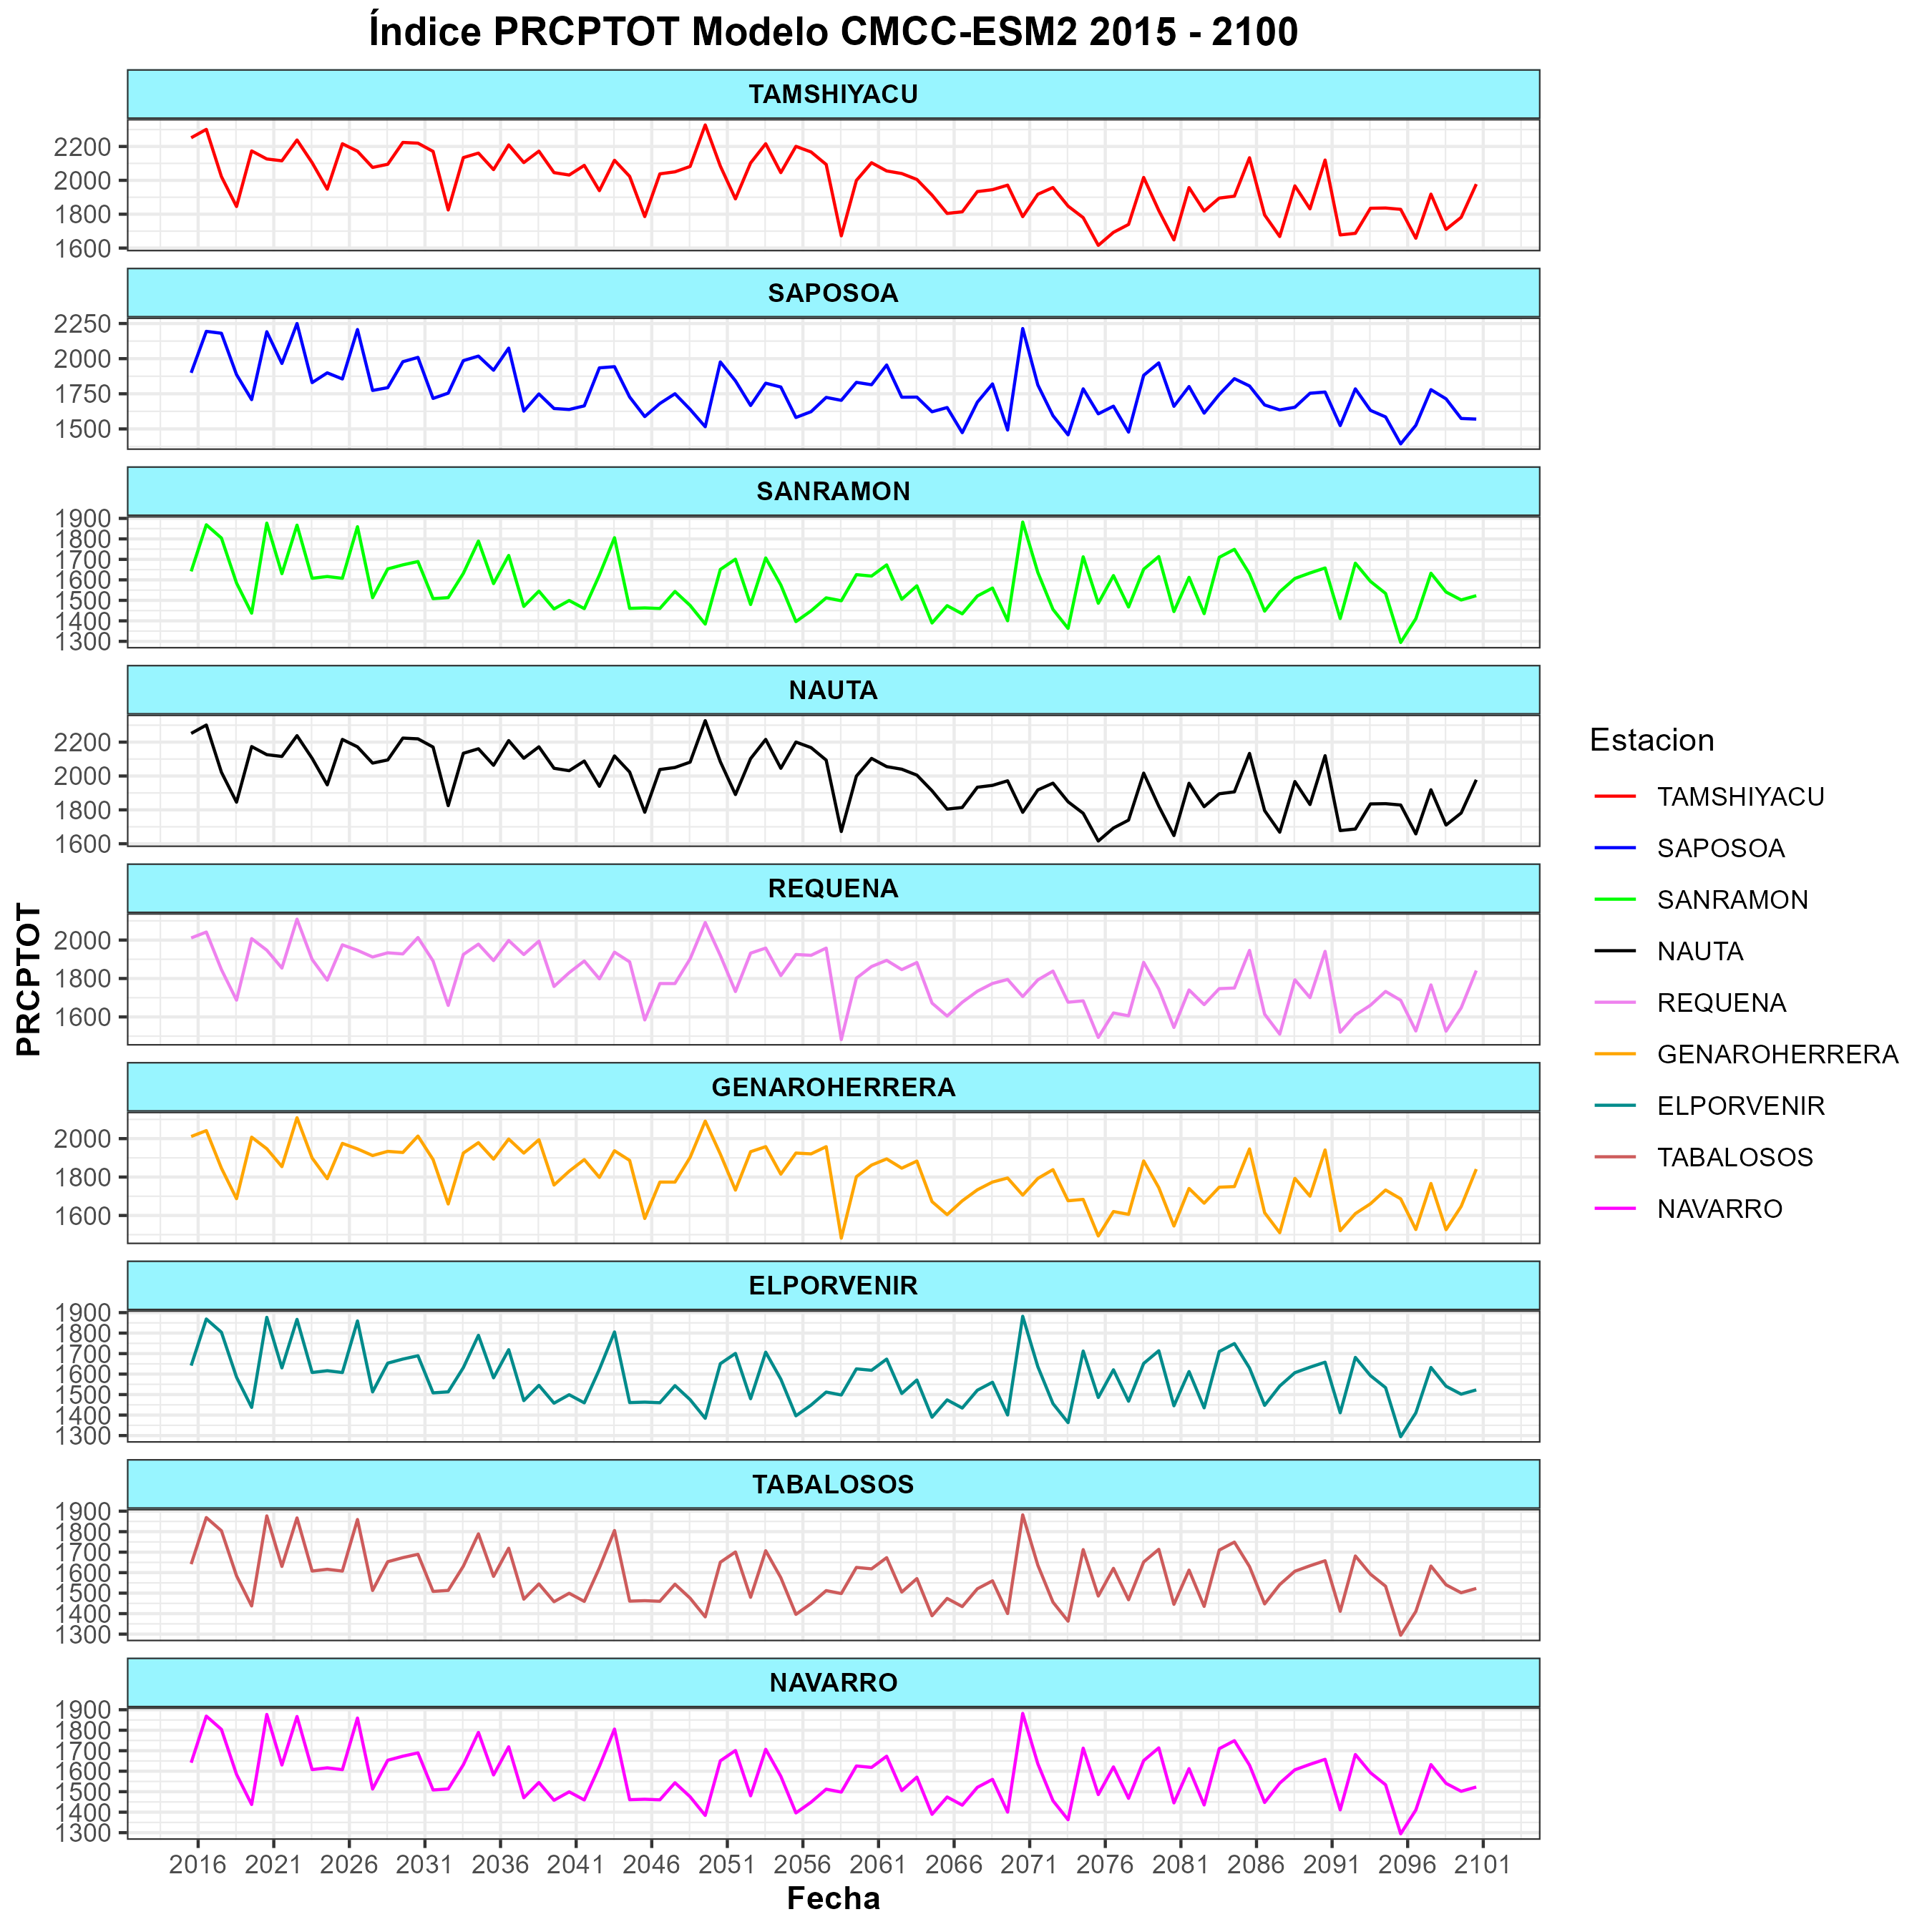 Índice PRCPTOT Modelo CMCC-ESM2 2015 - 2100
TAMSHIYACU
2200
2000
1800
1600
SAPOSOA
2250
2000
1750
1500
SANRAMON
1900
1800
1700
1600
1500
1400
1300
NAUTA
2200
2000
1800
1600
REQUENA
2000
1800
1600
GENAROHERRERA
2000
1800
1600
ELPORVENIR
1900
1800
1700
1600
1500
1400
1300
TABALOSOS
1900
1800
1700
1600
1500
1400
1300
NAVARRO
1900
1800
1700
1600
1500
1400
1300
2016 2021 2026 2031 2036 2041 2046 2051 2056 2061 2066 2071 2076 2081 2086 2091 2096 2101
Fecha
PRCPTOT
Estacion
TAMSHIYACU
SAPOSOA
SANRAMON
NAUTA
REQUENA
GENAROHERRERA
ELPORVENIR
TABALOSOS
NAVARRO